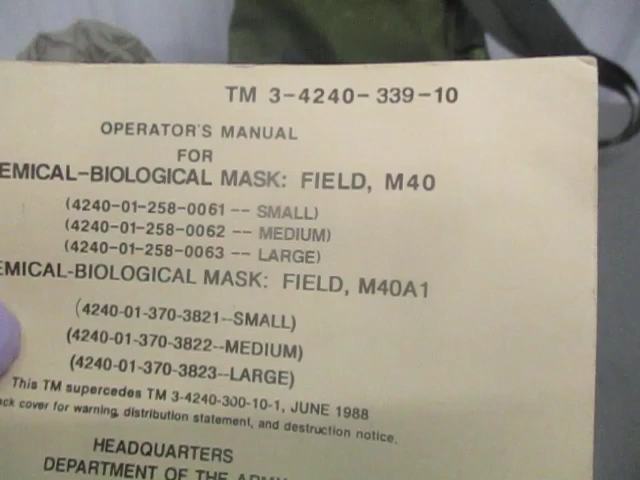 TM 3-4240-339-10
OPERATOR'S MANUAL
FOR
EMICAL-BIOLOGICAL MASK: FIELD, M40
(4240-01-258-0061 -- SMALL)
(4240-01-258-0062 -- MEDIUM)
(4240-01-258-0063 -- LARGE)
EMICAL-BIOLOGICAL MASK: FIELD, M40A1
(4240-01-370-3821--SMALL)
(4240-01-370-3822--MEDIUM)
(4240-01-370-3823--LARGE)
This TM supercedes TM 3-4240-300-10-1, JUNE 1988
ck cover for warning, distribution statement, and destruction notice.
HEADQUARTERS
DEPARTMENT OF THE ARMY